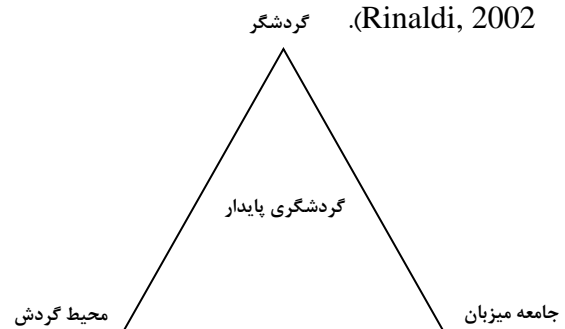 Rinaldi, 2002).
گردشگر
گردشگری پایدار
جامعه میزبان
محیط گردش